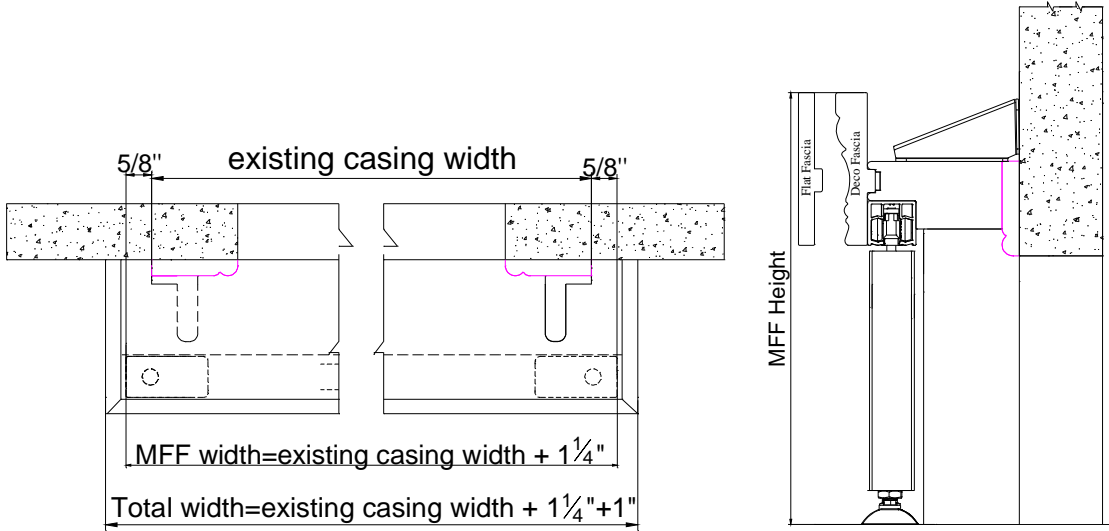 5/8" existing casing width 5/8"
MFF width=existing casing width + 1¼"
Total width=existing casing width + 1¼"+1"
Flat Fascia
Deco Fascia
MFF Height